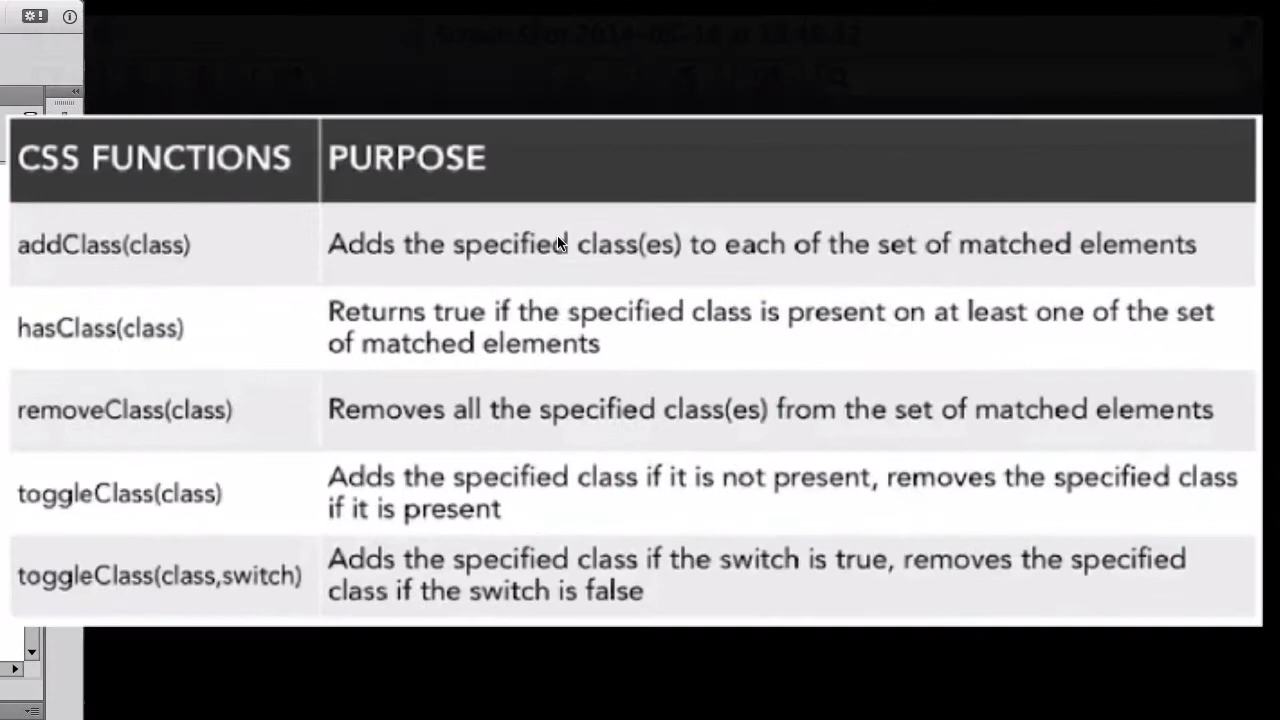 CSS FUNCTIONS
PURPOSE
addClass(class)
Adds the specified class(es) to each of the set of matched elements
hasClass(class)
Returns true if the specified class is present on at least one of the set
of matched elements
removeClass(class)
Removes all the specified class(es) from the set of matched elements
toggleClass(class)
Adds the specified class if it is not present, removes the specified class
if it is present
toggleClass(class,switch)
Adds the specified class if the switch is true, removes the specified
class if the switch is false